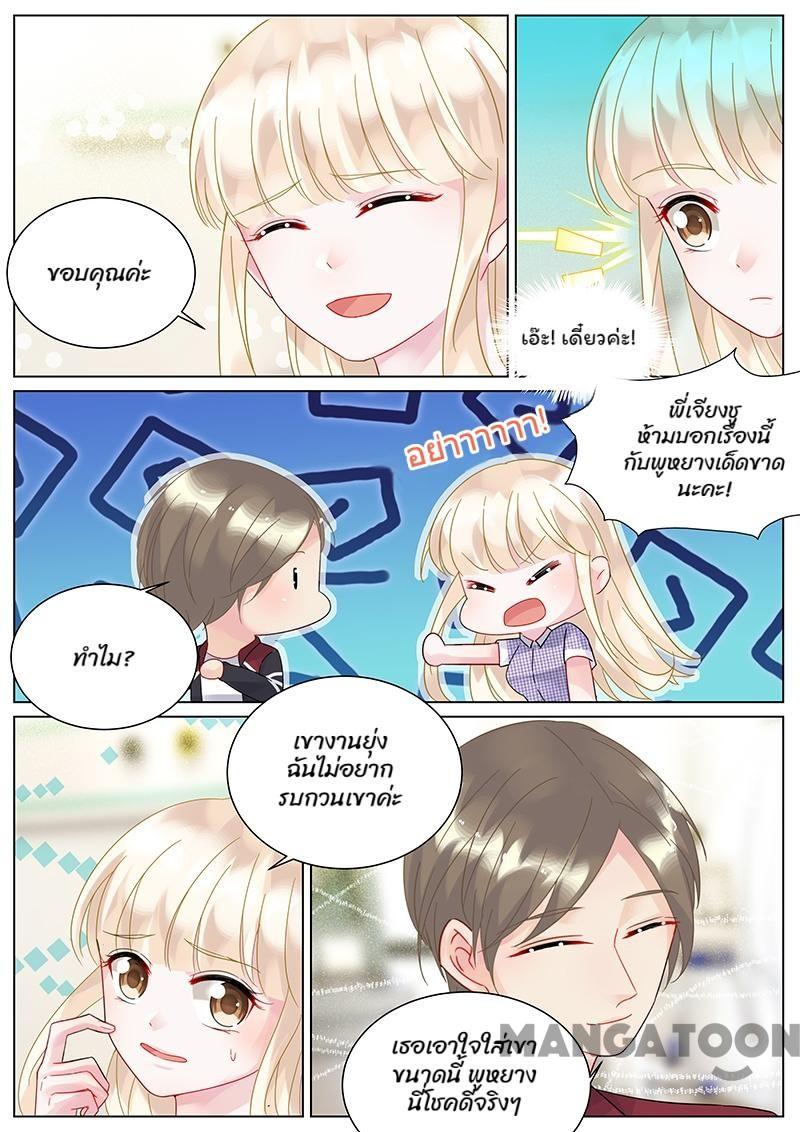 ขอบคุณค่ะ
เอ๊ะ! เดี๋ยวค่ะ!
อย่าาาาาาา!
พี่เจียงชู
ห้ามบอกเรื่องนี้
กับพูหยางเด็ดขาด
นะคะ!
ทำไม?
เขางานยุ่ง
ฉันไม่อยาก
รบกวนเขาค่ะ
เธอเอาใจใส่เขา
ขนาดนี้ พูหยาง
นี่โชคดีจริงๆ
MANGATOON